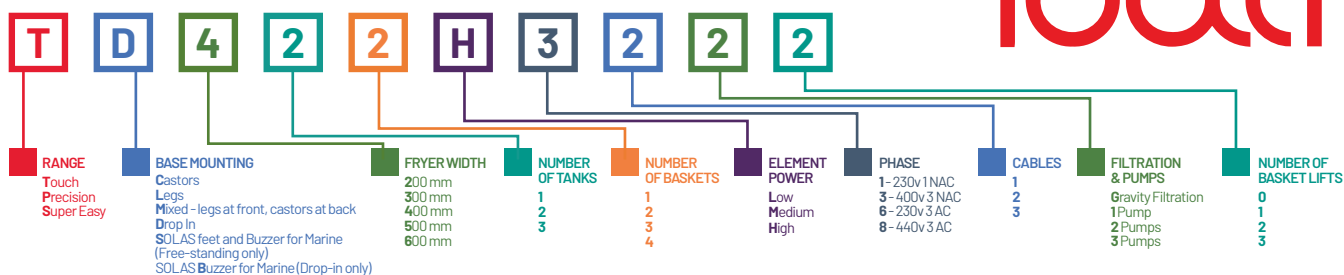 T D 4 2 2 H 3 2 2 2
RANGE
Touch
Precision
Super Easy
BASE MOUNTING
Castors
Legs
Mixed - legs at front, castors at back
Drop In
SOLAS feet and Buzzer for Marine
(Free-standing only)
SOLAS Buzzer for Marine (Drop-in only)
FRYER WIDTH
200 mm
300 mm
400 mm
500 mm
600 mm
NUMBER
OF TANKS
1
2
3
NUMBER
OF BASKETS
1
2
3
4
ELEMENT
POWER
Low
Medium
High
PHASE
1 - 230v 1 NAC
3 - 400v 3 NAC
6 - 230v 3 AC
8 - 440v 3 AC
CABLES
1
2
3
FILTRATION
& PUMPS
Gravity Filtration
1 Pump
2 Pumps
3 Pumps
NUMBER OF
BASKET LIFTS
0
1
2
3